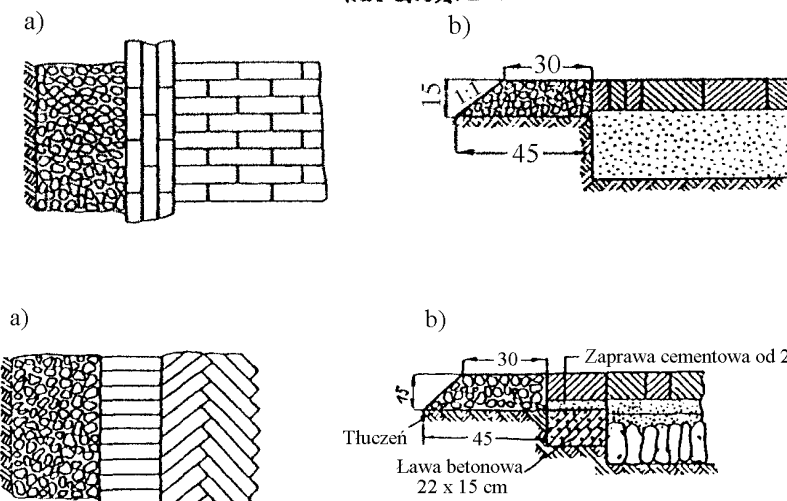 a)
b)
30
15
1:1
45
a)
b)
30
Zaprawa cementowa od 2
15
Tłuczeń
45
Ława betonowa
22 x 15 cm